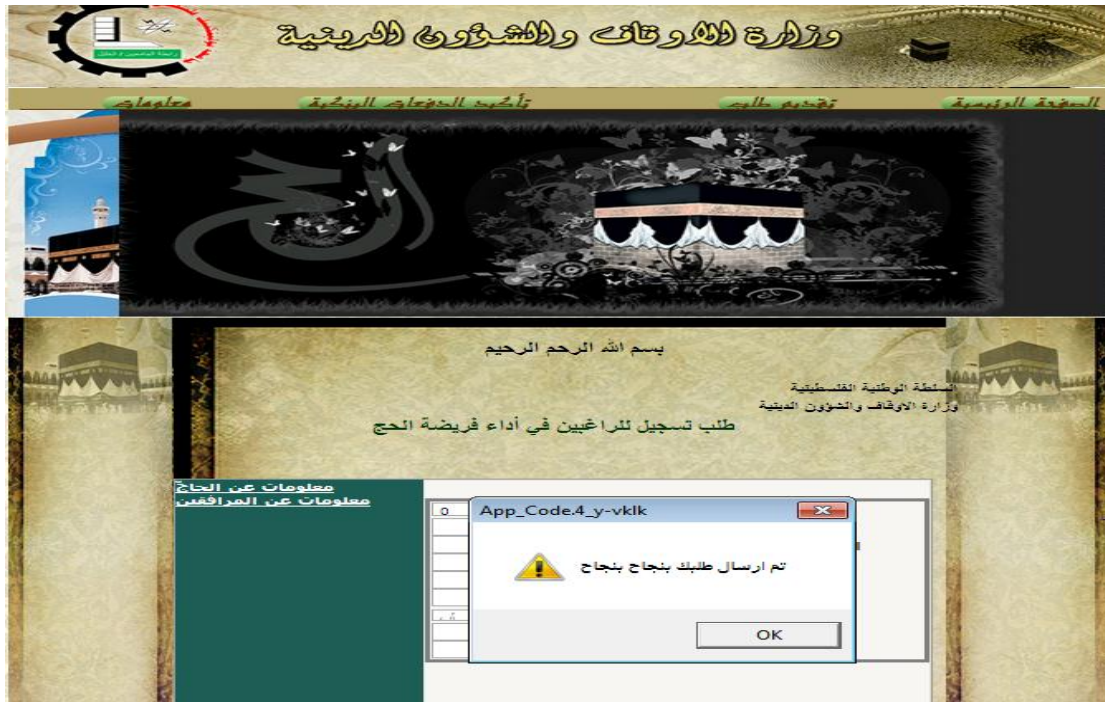 وزارة الاوقاف والشؤون الدينية
الصفحة الرئيسية
تقديم طلب
تأكيد الدفعات البنكية
معلومات
الحج
بسم الله الرحم الرحيم
السلطة الوطنية الفلسطينية
وزارة الاوقاف والشؤون الدينية
طلب تسجيل للراغبين في أداء فريضة الحج
معلومات عن الحاج
معلومات عن المرافقين
App_Code.4_y-vklk
تم ارسال طلبك بنجاح بنجاح
OK